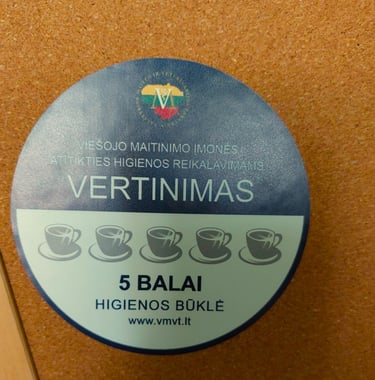 VIEŠOJO MAITINIMO ĮMONĖS
ATITIKTIES HIGIENOS REIKALAVIMAMS
VERTINIMAS
5 BALAI
HIGIENOS BŪKLĖ
www.vmvt.lt